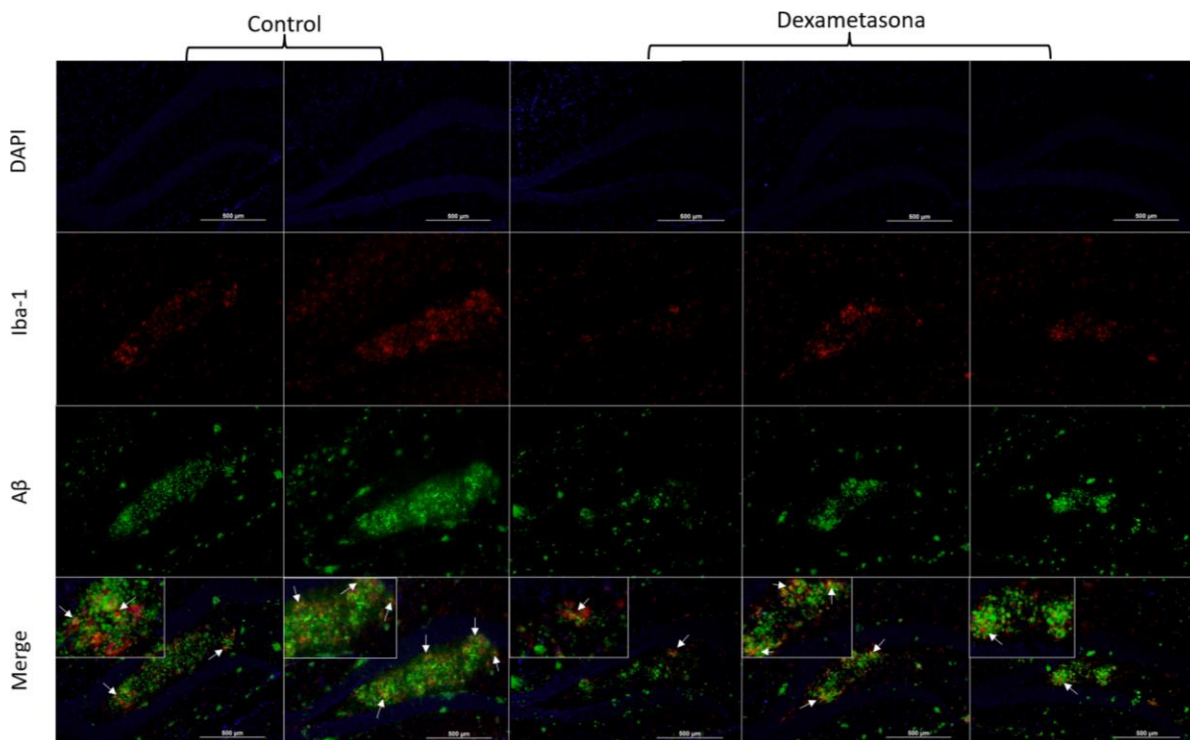 Control
Dexametasona
DAPI
500 µm
500 µm
500 µm
500 µm
500 µm
Iba-1
Aβ
Merge
500 µm
500 µm
500 µm
500 µm
500 µm